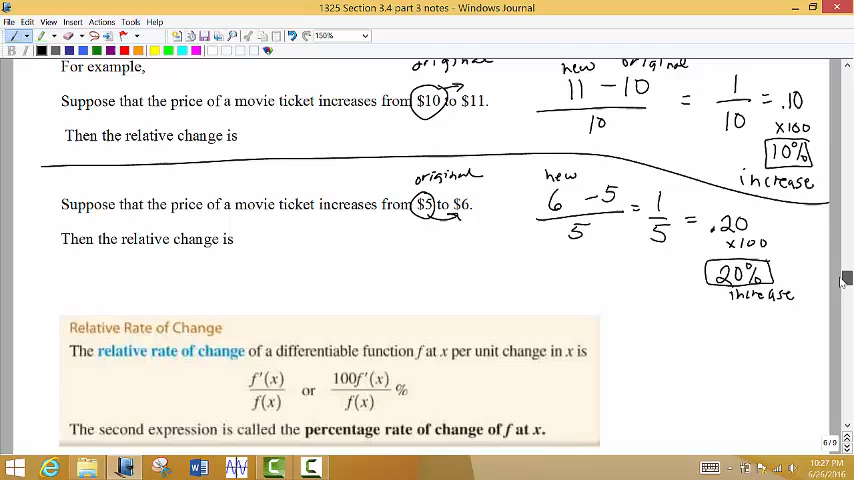 1325 Section 3.4 part 3 notes - Windows Journal
File Edit View Insert Actions Tools Help
150%
B I
For example,
original
Suppose that the price of a movie ticket increases from $10 to $11.
Then the relative change is
new original
11 - 10
10
= 1/10 = .10
x100
10%
increase
original
Suppose that the price of a movie ticket increases from $5 to $6.
Then the relative change is
new
6 - 5
5
= 1/5 = .20
x100
20%
increase
Relative Rate of Change
The relative rate of change of a differentiable function f at x per unit change in x is
f'(x)/f(x) or 100f'(x)/f(x) %
The second expression is called the percentage rate of change of f at x.
6/9
10:27 PM
6/26/2016